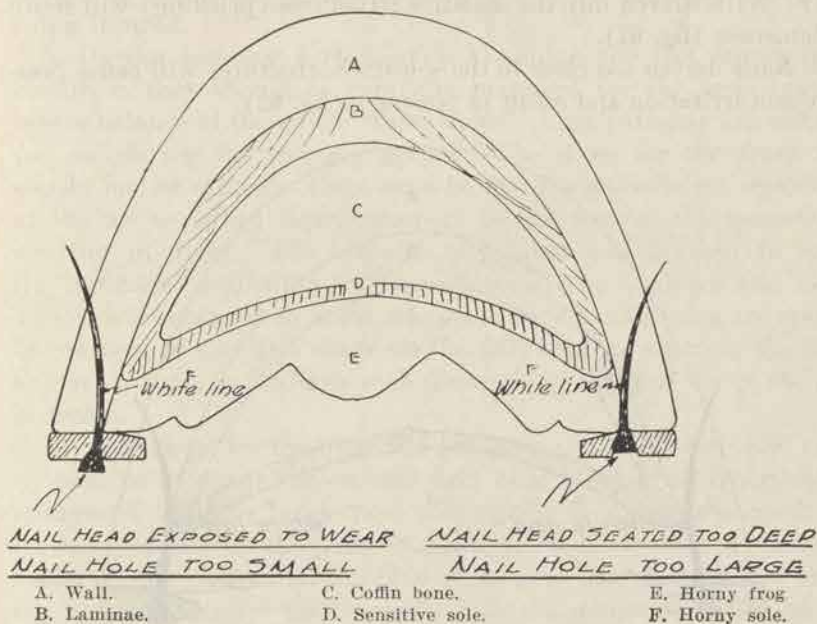 A
B
C
D
E
F F
White line White line
NAIL HEAD EXPOSED TO WEAR NAIL HEAD SEATED TOO DEEP
NAIL HOLE TOO SMALL NAIL HOLE TOO LARGE
A. Wall. C. Coffin bone. E. Horny frog
B. Laminae. D. Sensitive sole. F. Horny sole.